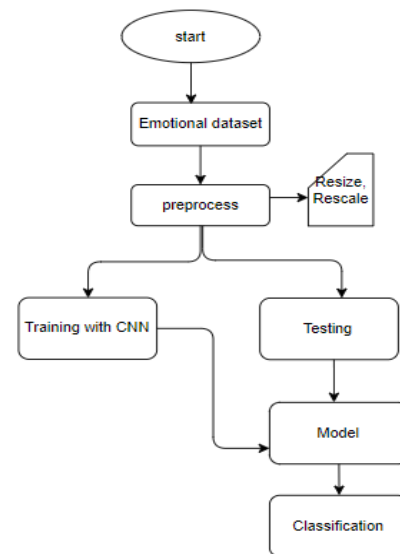 start
Emotional dataset
preprocess
Resize,
Rescale
Training with CNN
Testing
Model
Classification